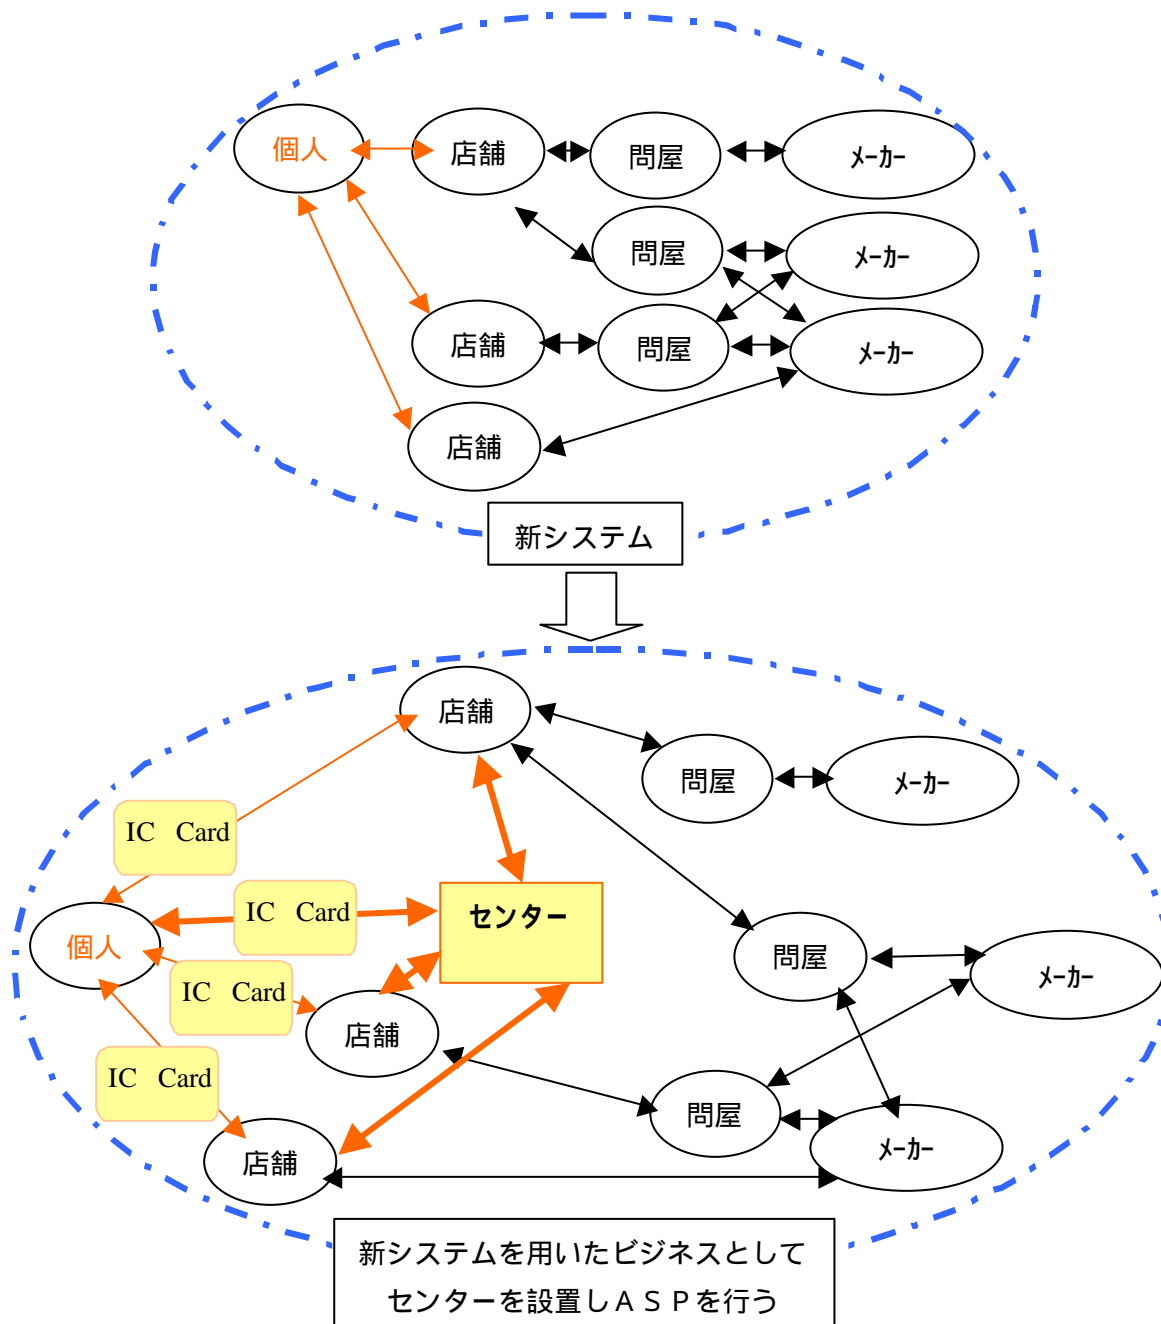 個人
店舗
問屋
メーカー
問屋
メーカー
店舗
問屋
メーカー
店舗
新システム
店舗
問屋
メーカー
IC Card
IC Card
センター
個人
問屋
メーカー
IC Card
店舗
IC Card
問屋
メーカー
店舗
新システムを用いたビジネスとして
センターを設置しＡＳＰを行う